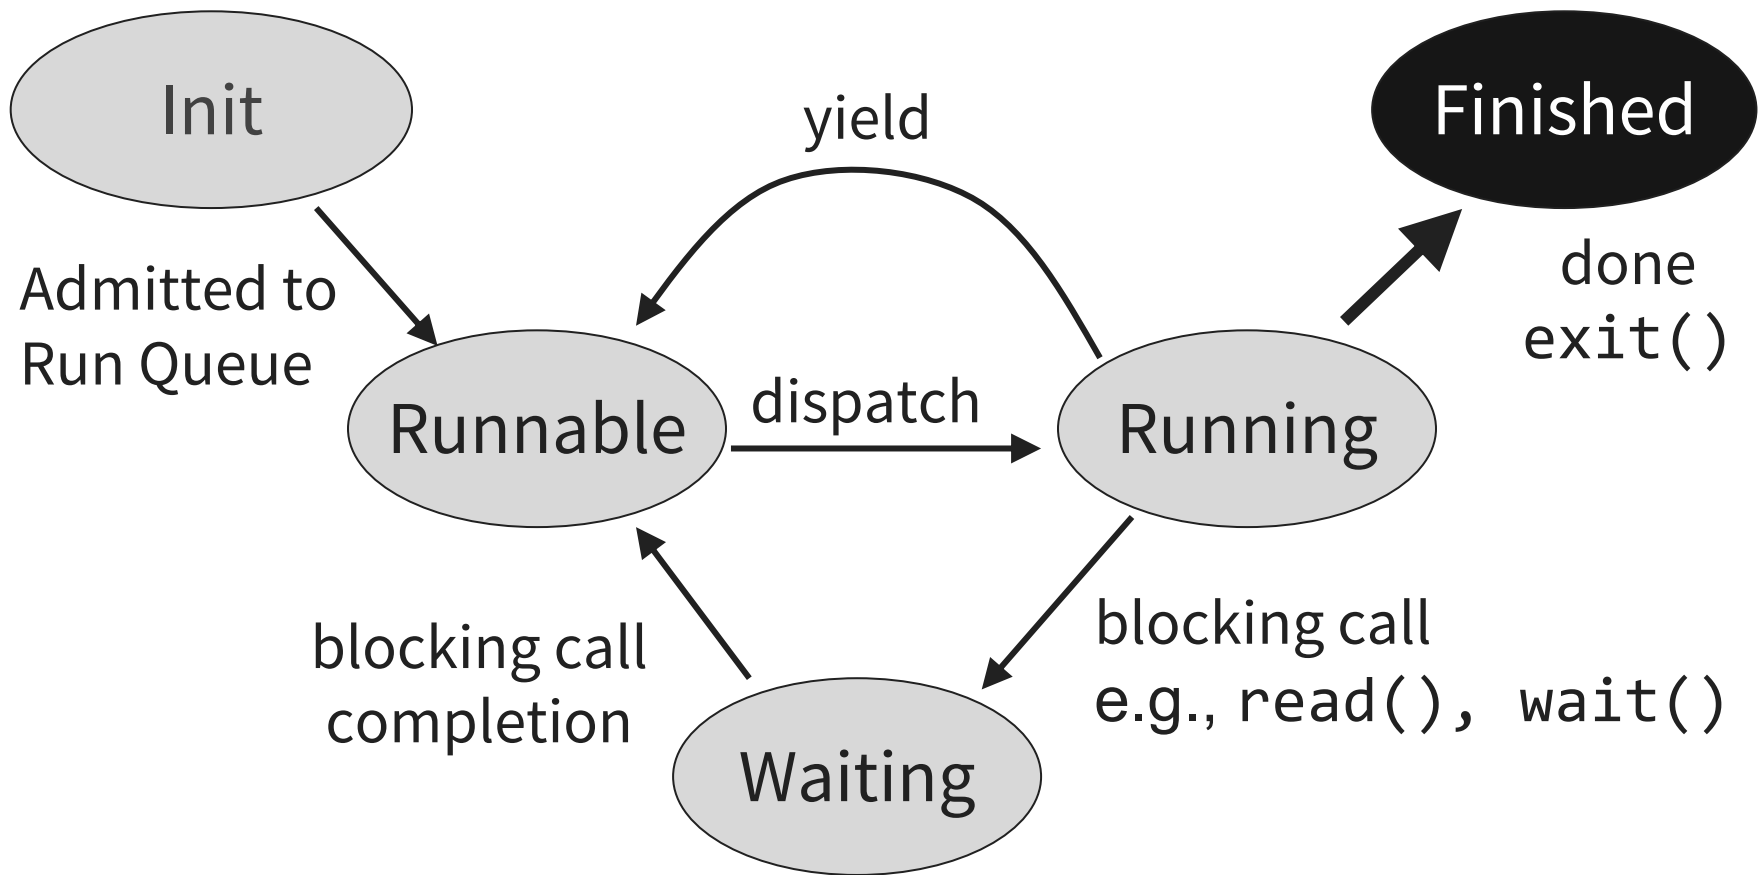 Init
Finished
yield
Admitted to
Run Queue
done
exit()
Runnable
dispatch
Running
blocking call
completion
blocking call
e.g., read(), wait()
Waiting